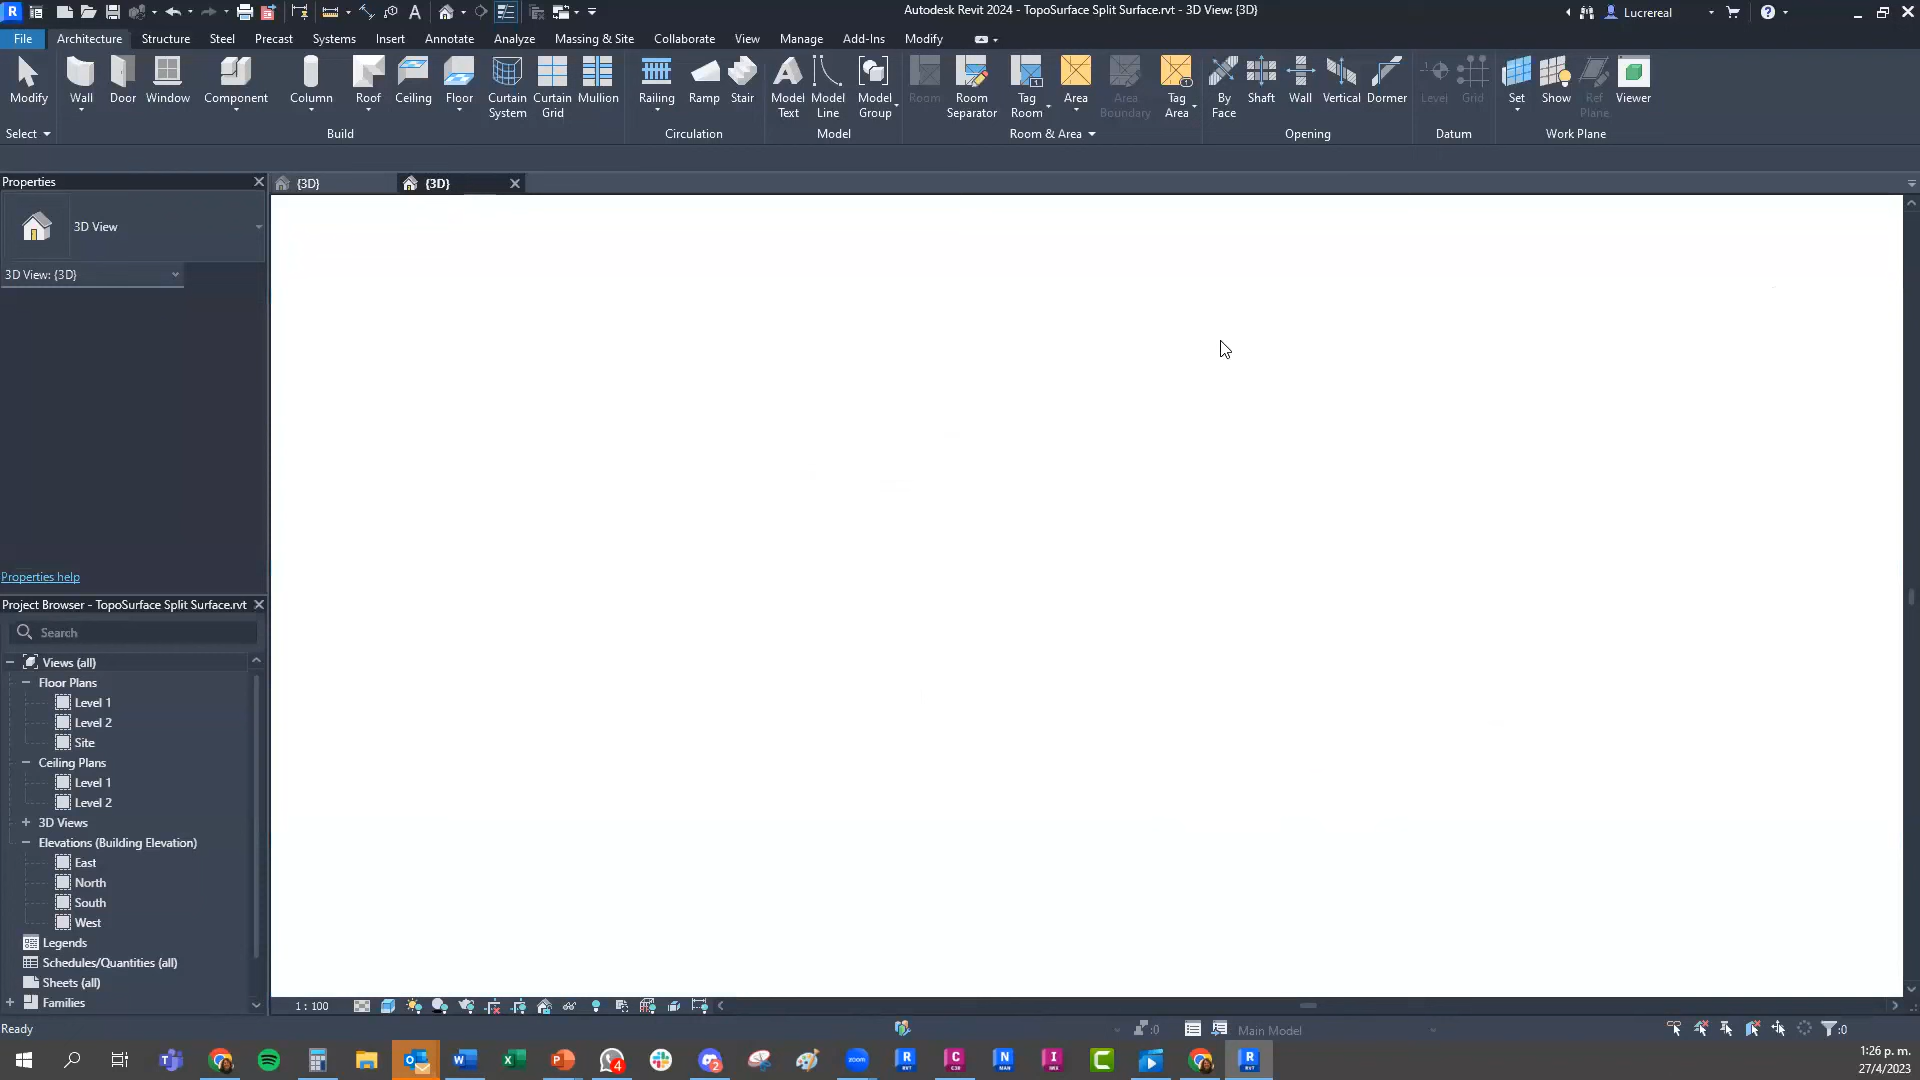 Autodesk Revit 2024 - TopoSurface Split Surface.rvt - 3D View: {3D}
Lucrereal
File Architecture Structure Steel Precast Systems Insert Annotate Analyze Massing & Site Collaborate View Manage Add-Ins Modify
Modify
Wall
Door
Window
Component
Column
Roof
Ceiling
Floor
Curtain
System
Curtain
Grid
Mullion
Railing
Ramp
Stair
Model
Text
Model
Line
Model
Group
Room
Room
Separator
Tag
Room
Area
Area
Boundary
Tag
Area
By
Face
Shaft
Wall
Vertical
Dormer
Level
Grid
Set
Show
Ref
Plane
Viewer
Select
Build
Circulation
Model
Room & Area
Opening
Datum
Work Plane
Properties
{3D}
{3D}
3D View
3D View: {3D}
Properties help
Project Browser - TopoSurface Split Surface.rvt
Search
Views (all)
Floor Plans
Level 1
Level 2
Site
Ceiling Plans
Level 1
Level 2
3D Views
Elevations (Building Elevation)
East
North
South
West
Legends
Schedules/Quantities (all)
Sheets (all)
Families
1 : 100
Ready
:0
Main Model
:0
1:26 p. m.
27/4/2023